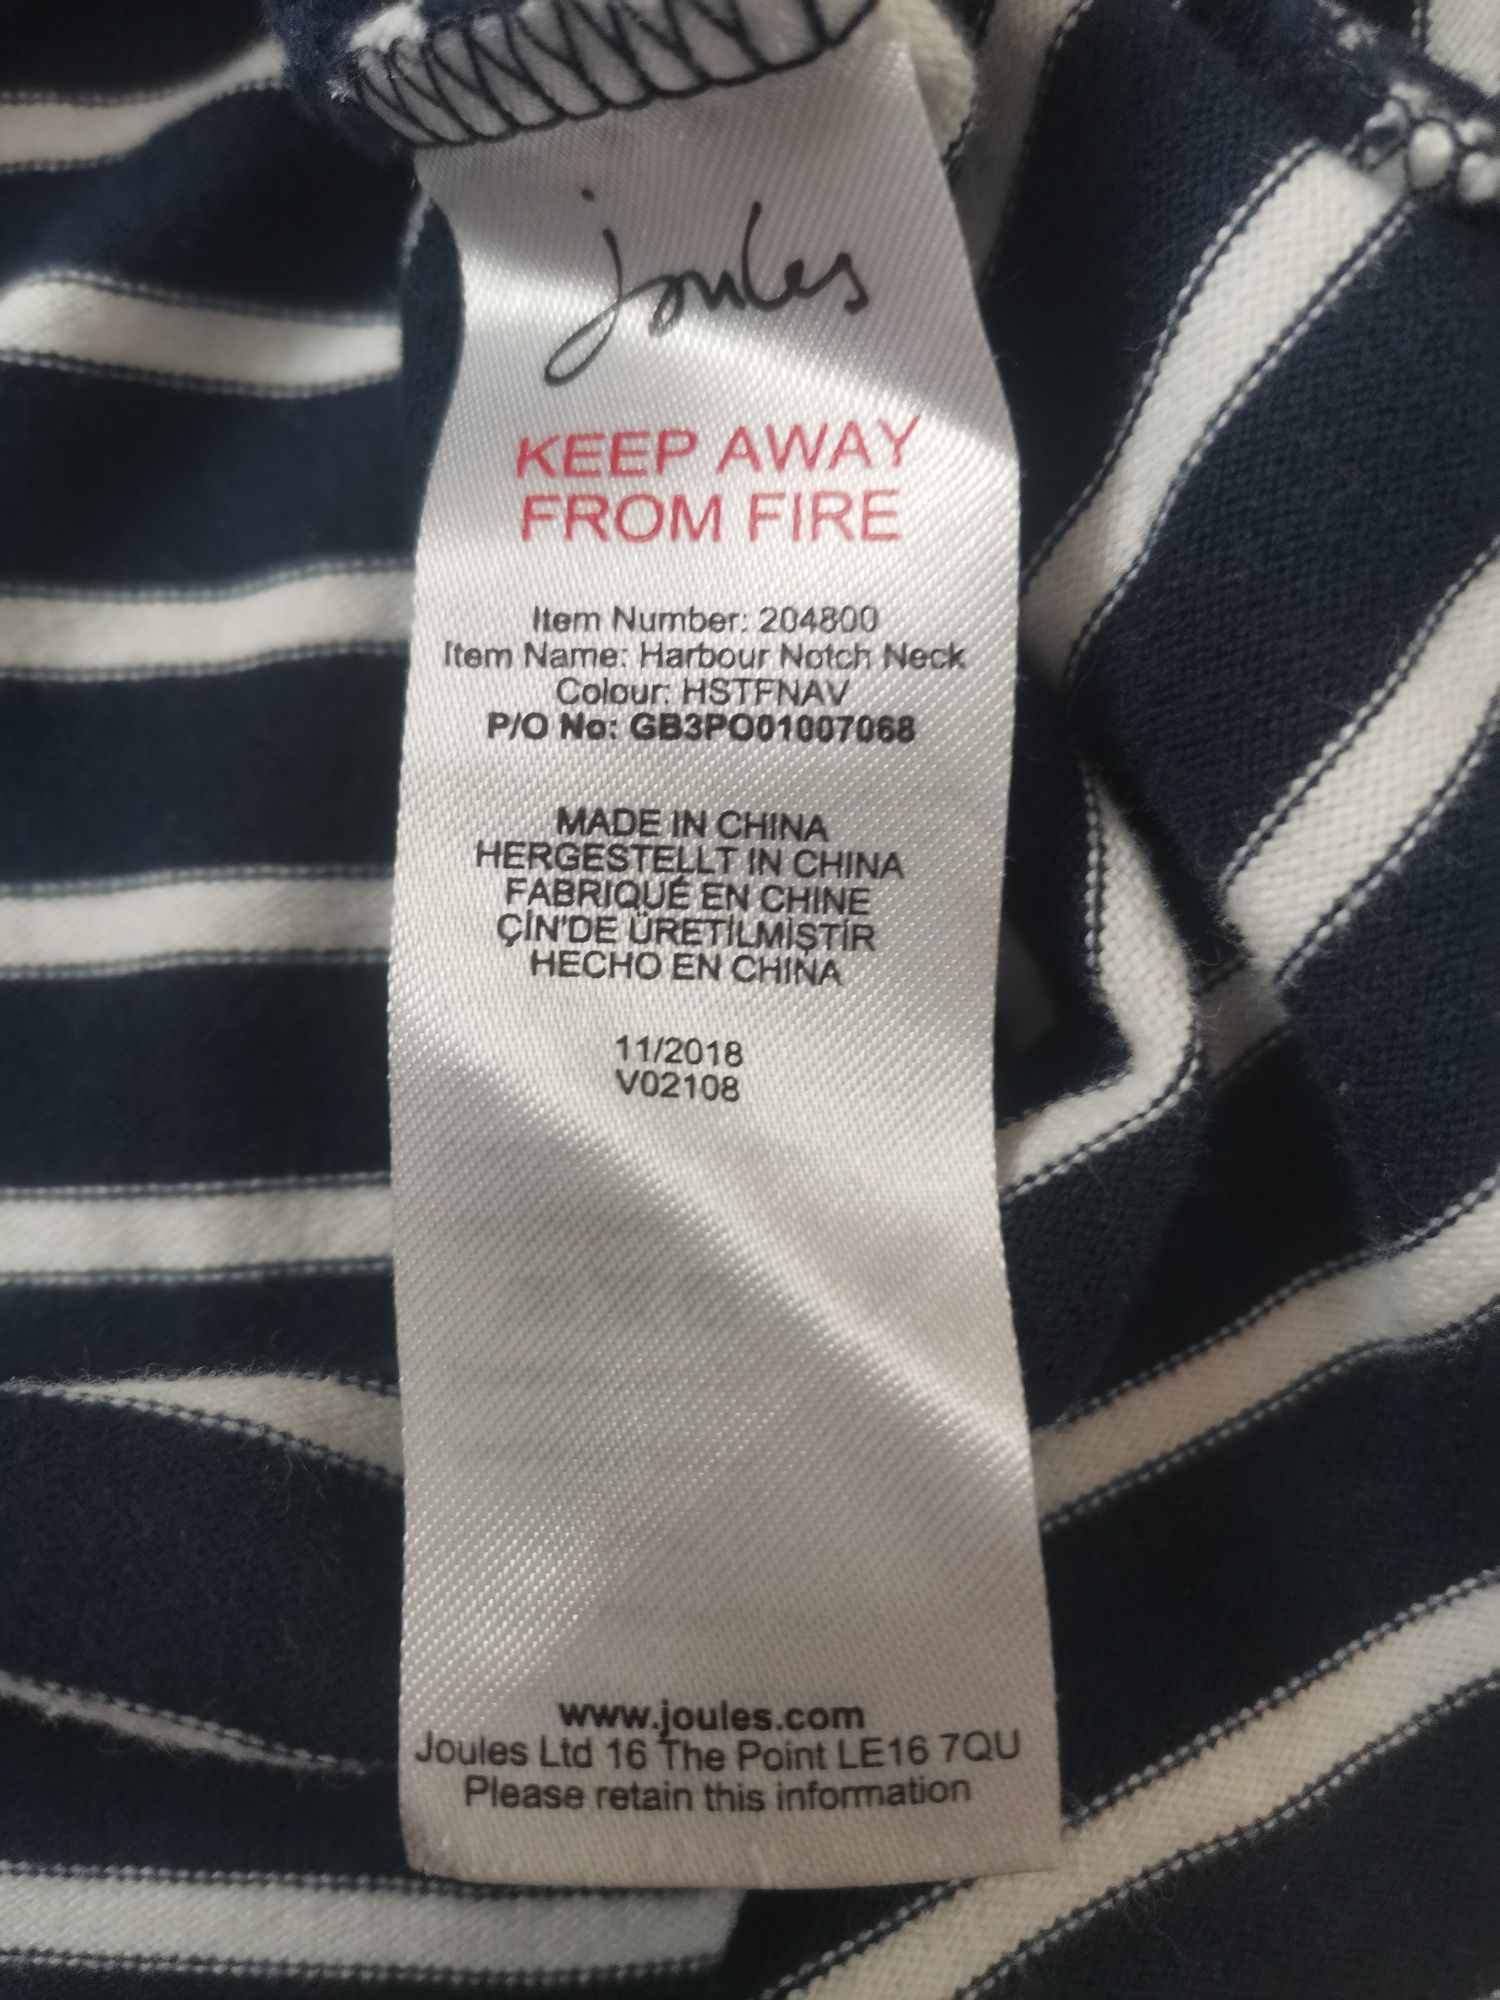 joules
KEEP AWAY
FROM FIRE
Item Number: 204800
Item Name: Harbour Notch Neck
Colour: HSTFNAV
P/O No: GB3PO01007068
MADE IN CHINA
HERGESTELLT IN CHINA
FABRIQUÉ EN CHINE
ÇİN'DE ÜRETİLMİŞTİR
HECHO EN CHINA
11/2018
V02108
www.joules.com
Joules Ltd 16 The Point LE16 7QU
Please retain this information